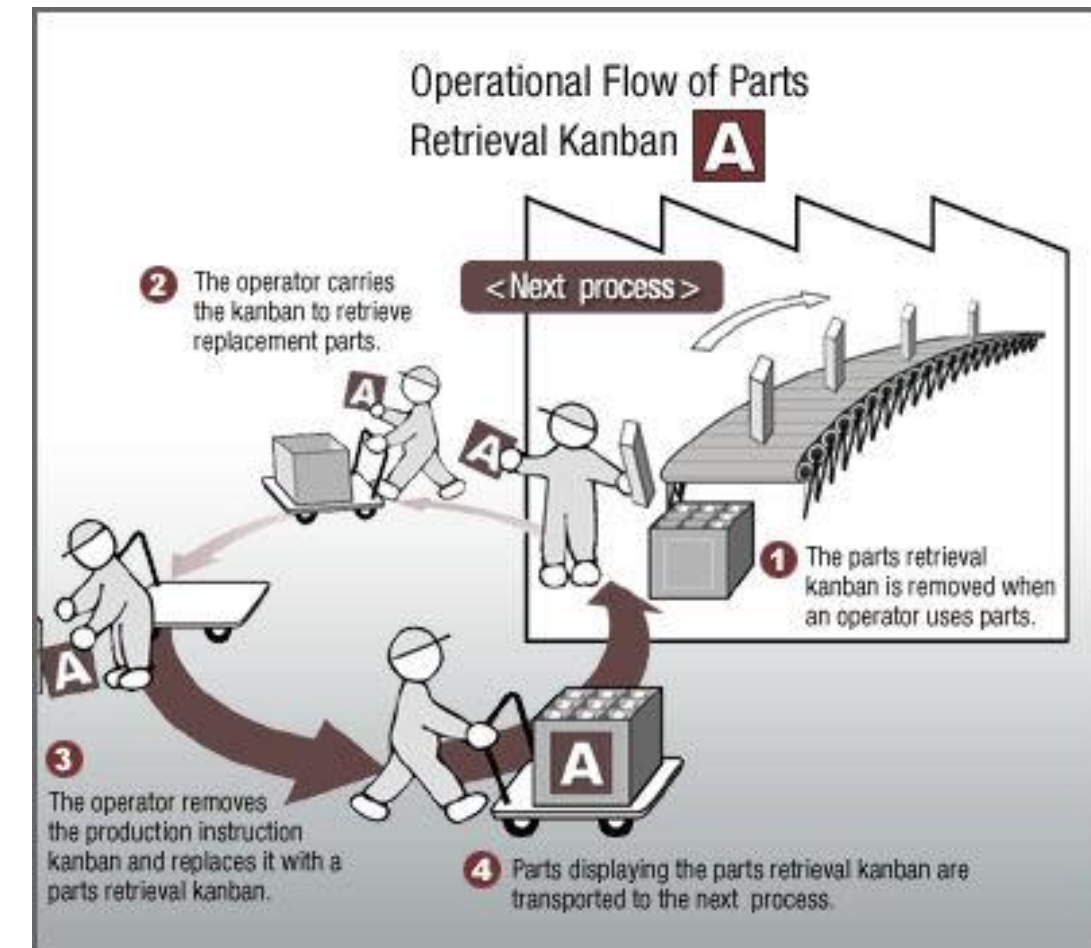 Operational Flow of Parts
Retrieval Kanban A
2 The operator carries
the kanban to retrieve
replacement parts.
<Next process>
A
A
1 The parts retrieval
kanban is removed when
an operator uses parts.
A
A
3
The operator removes
the production instruction
kanban and replaces it with a
parts retrieval kanban.
4 Parts displaying the parts retrieval kanban are
transported to the next process.